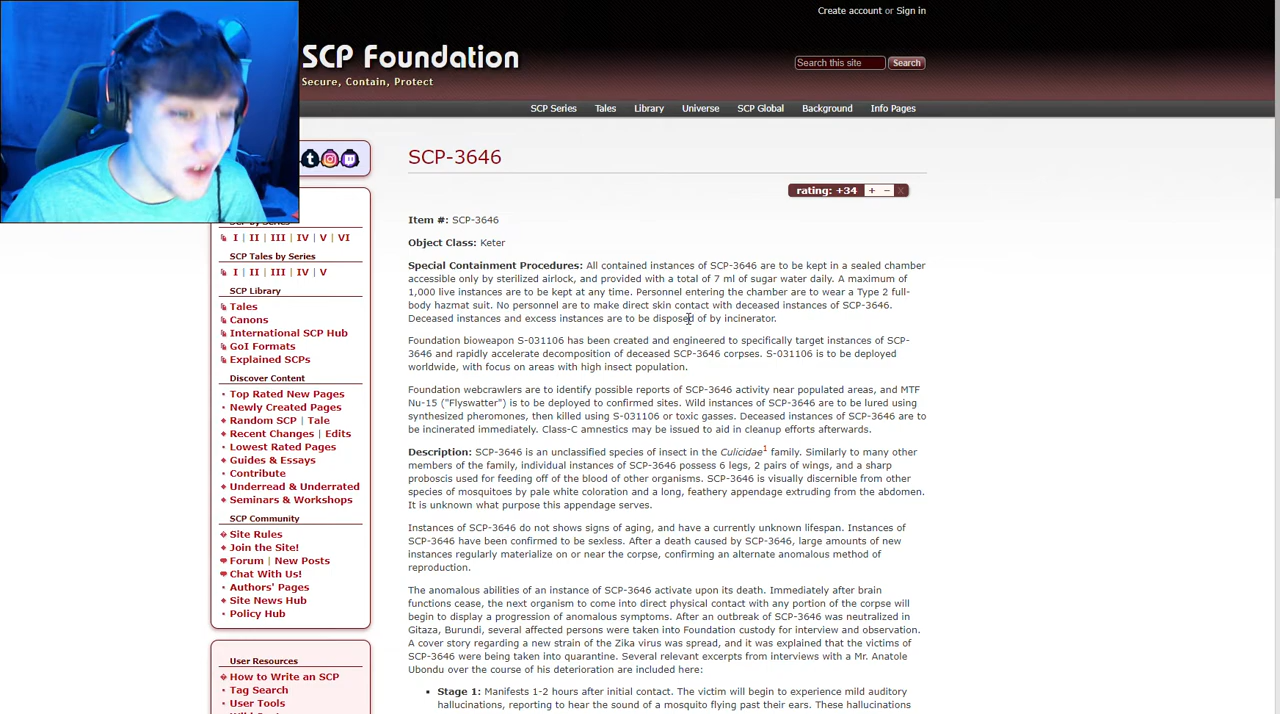 Create account or Sign in
SCP Foundation
Secure, Contain, Protect
Search this site
Search
SCP Series
Tales
Library
Universe
SCP Global
Background
Info Pages
SCP-3646
rating: +34 + − X
Item #: SCP-3646
Object Class: Keter
Special Containment Procedures: All contained instances of SCP-3646 are to be kept in a sealed chamber
accessible only by sterilized airlock, and provided with a total of 7 ml of sugar water daily. A maximum of
1,000 live instances are to be kept at any time. Personnel entering the chamber are to wear a Type 2 full-
body hazmat suit. No personnel are to make direct skin contact with deceased instances of SCP-3646.
Deceased instances and excess instances are to be disposed of by incinerator.
Foundation bioweapon S-031106 has been created and engineered to specifically target instances of SCP-
3646 and rapidly accelerate decomposition of deceased SCP-3646 corpses. S-031106 is to be deployed
worldwide, with focus on areas with high insect population.
Foundation webcrawlers are to identify possible reports of SCP-3646 activity near populated areas, and MTF
Nu-15 ("Flyswatter") is to be deployed to confirmed sites. Wild instances of SCP-3646 are to be lured using
synthesized pheromones, then killed using S-031106 or toxic gasses. Deceased instances of SCP-3646 are to
be incinerated immediately. Class-C amnestics may be issued to aid in cleanup efforts afterwards.
Description: SCP-3646 is an unclassified species of insect in the Culicidae1 family. Similarly to many other
members of the family, individual instances of SCP-3646 possess 6 legs, 2 pairs of wings, and a sharp
proboscis used for feeding off of the blood of other organisms. SCP-3646 is visually discernible from other
species of mosquitoes by pale white coloration and a long, feathery appendage extruding from the abdomen.
It is unknown what purpose this appendage serves.
Instances of SCP-3646 do not shows signs of aging, and have a currently unknown lifespan. Instances of
SCP-3646 have been confirmed to be sexless. After a death caused by SCP-3646, large amounts of new
instances regularly materialize on or near the corpse, confirming an alternate anomalous method of
reproduction.
The anomalous abilities of an instance of SCP-3646 activate upon its death. Immediately after brain
functions cease, the next organism to come into direct physical contact with any portion of the corpse will
begin to display a progression of anomalous symptoms. After an outbreak of SCP-3646 was neutralized in
Gitaza, Burundi, several affected persons were taken into Foundation custody for interview and observation.
A cover story regarding a new strain of the Zika virus was spread, and it was explained that the victims of
SCP-3646 were being taken into quarantine. Several relevant excerpts from interviews with a Mr. Anatole
Ubondu over the course of his deterioration are included here:
Stage 1: Manifests 1-2 hours after initial contact. The victim will begin to experience mild auditory
hallucinations, reporting to hear the sound of a mosquito flying past their ears. These hallucinations
I | II | III | IV | V | VI
SCP Tales by Series
I | II | III | IV | V
SCP Library
Tales
Canons
International SCP Hub
GoI Formats
Explained SCPs
Discover Content
Top Rated New Pages
Newly Created Pages
Random SCP | Tale
Recent Changes | Edits
Lowest Rated Pages
Guides & Essays
Contribute
Underread & Underrated
Seminars & Workshops
SCP Community
Site Rules
Join the Site!
Forum | New Posts
Chat With Us!
Authors' Pages
Site News Hub
Policy Hub
User Resources
How to Write an SCP
Tag Search
User Tools